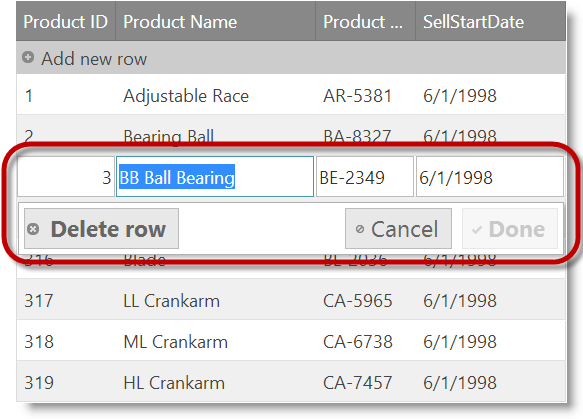 Product ID Product Name Product ... SellStartDate
Add new row
1 Adjustable Race AR-5381 6/1/1998
2 Bearing Ball BA-8327 6/1/1998
3 BB Ball Bearing BE-2349 6/1/1998
Delete row Cancel Done
316 Blade BL-2036 6/1/1998
317 LL Crankarm CA-5965 6/1/1998
318 ML Crankarm CA-6738 6/1/1998
319 HL Crankarm CA-7457 6/1/1998